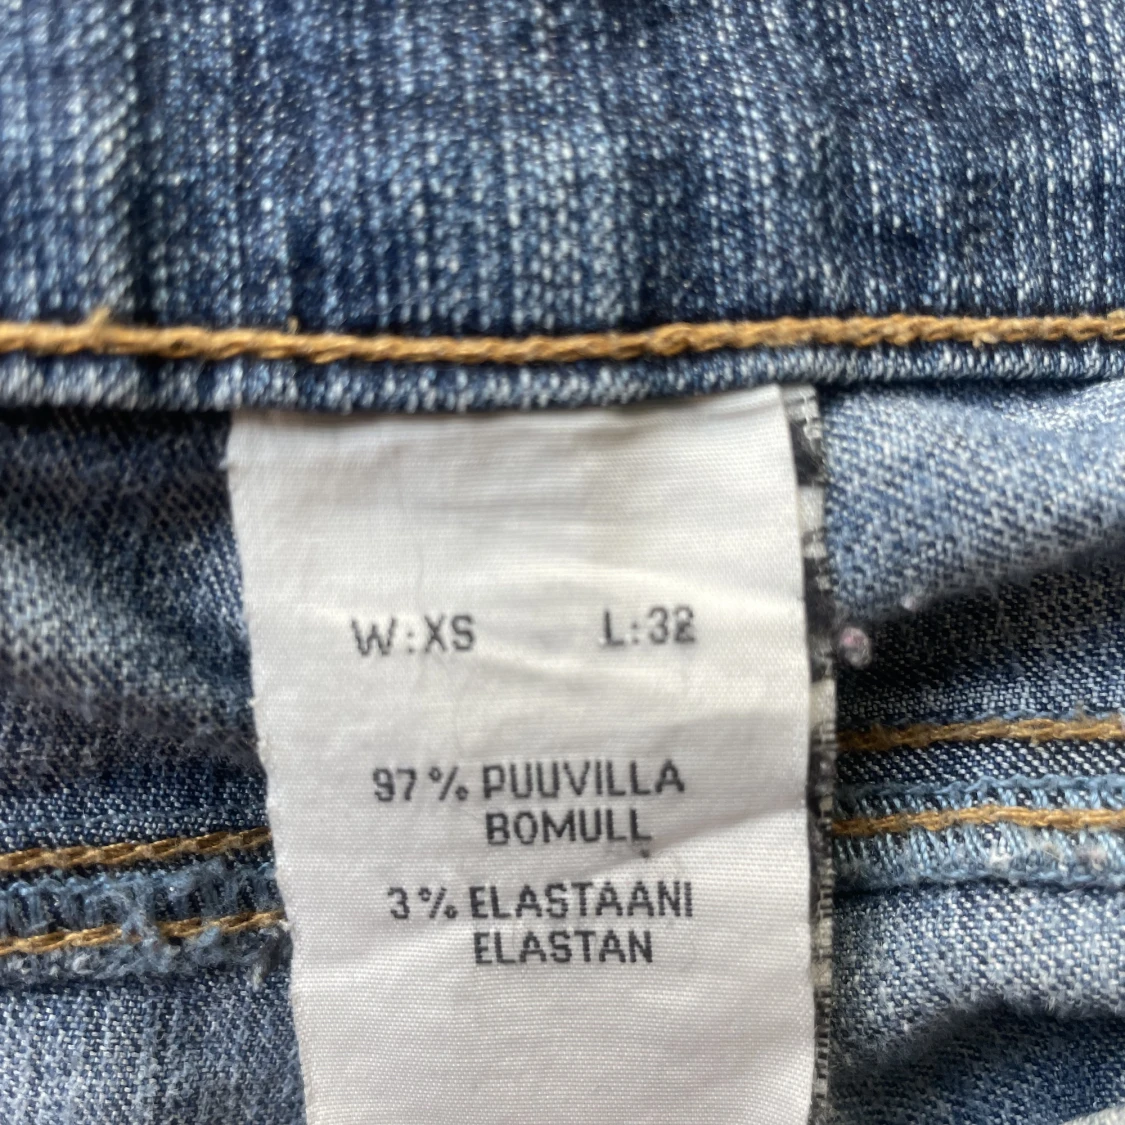 W:XS L:32
97% PUUVILLA
BOMULL
3% ELASTAANI
ELASTAN